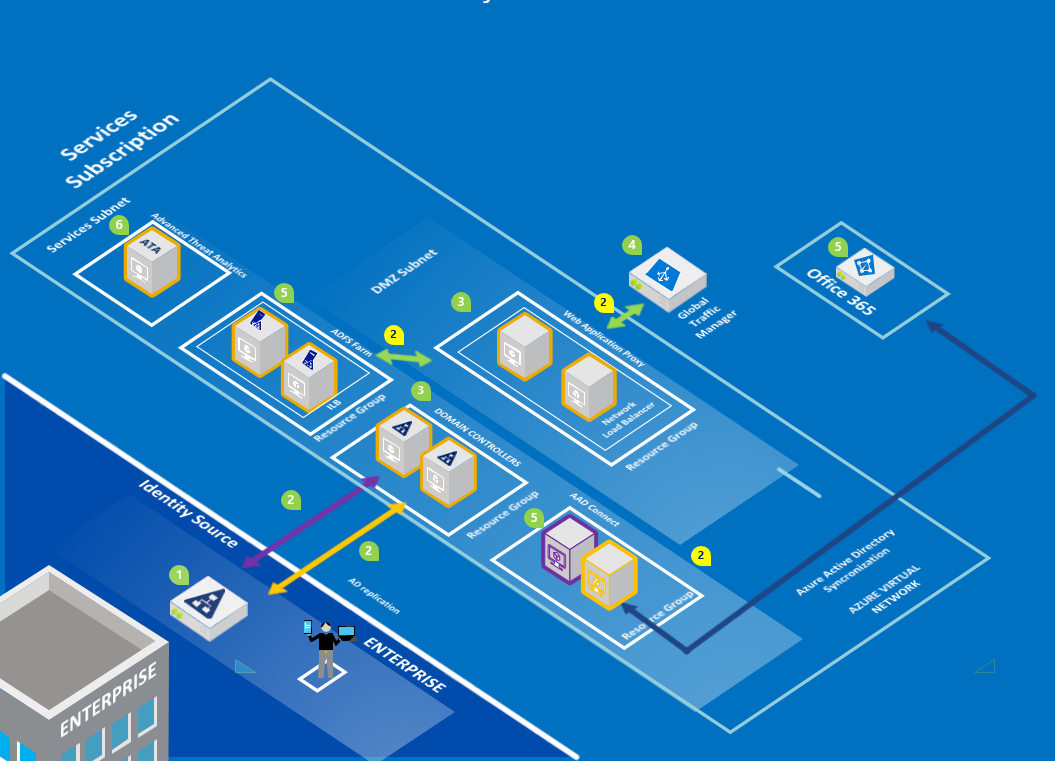 Services
Subscription
Services Subnet
6
Advanced Threat Analytics
ATA
5
ADFS Farm
ILB
Resource Group
2
DMZ Subnet
3
Web Application Proxy
Network
Load Balancer
Resource Group
2
4
Global
Traffic
Manager
5
Office 365
3
DOMAIN CONTROLLERS
Resource Group
2
2
AD replication
5
AAD Connect
Resource Group
2
Azure Active Directory
Syncronization
AZURE VIRTUAL
NETWORK
Identity Source
1
ENTERPRISE
ENTERPRISE